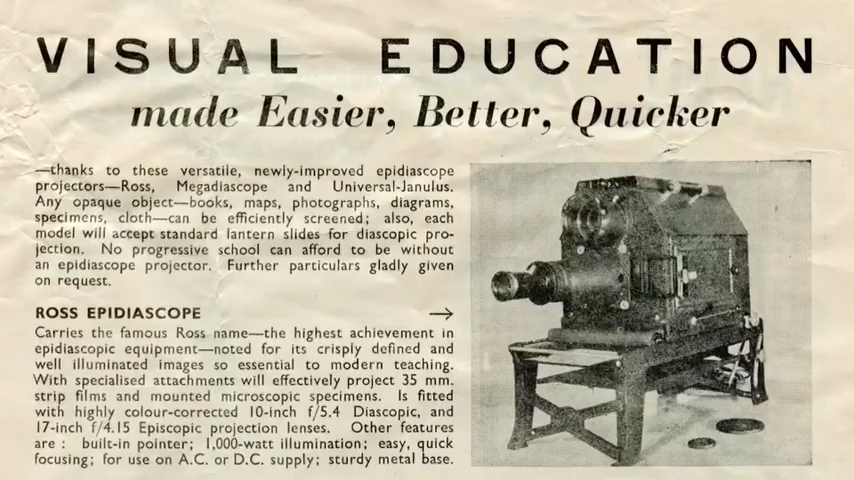 VISUAL EDUCATION
made Easier, Better, Quicker
—thanks to these versatile, newly-improved epidiascope
projectors—Ross, Megadiascope and Universal-Janulus.
Any opaque object—books, maps, photographs, diagrams,
specimens, cloth—can be efficiently screened; also, each
model will accept standard lantern slides for diascopic pro-
jection. No progressive school can afford to be without
an epidiascope projector. Further particulars gladly given
on request.
ROSS EPIDIASCOPE →
Carries the famous Ross name—the highest achievement in
epidiascopic equipment—noted for its crisply defined and
well illuminated images so essential to modern teaching.
With specialised attachments will effectively project 35 mm.
strip films and mounted microscopic specimens. Is fitted
with highly colour-corrected 10-inch f/5.4 Diascopic, and
17-inch f/4.15 Episcopic projection lenses. Other features
are : built-in pointer; 1,000-watt illumination; easy, quick
focusing; for use on A.C. or D.C. supply; sturdy metal base.